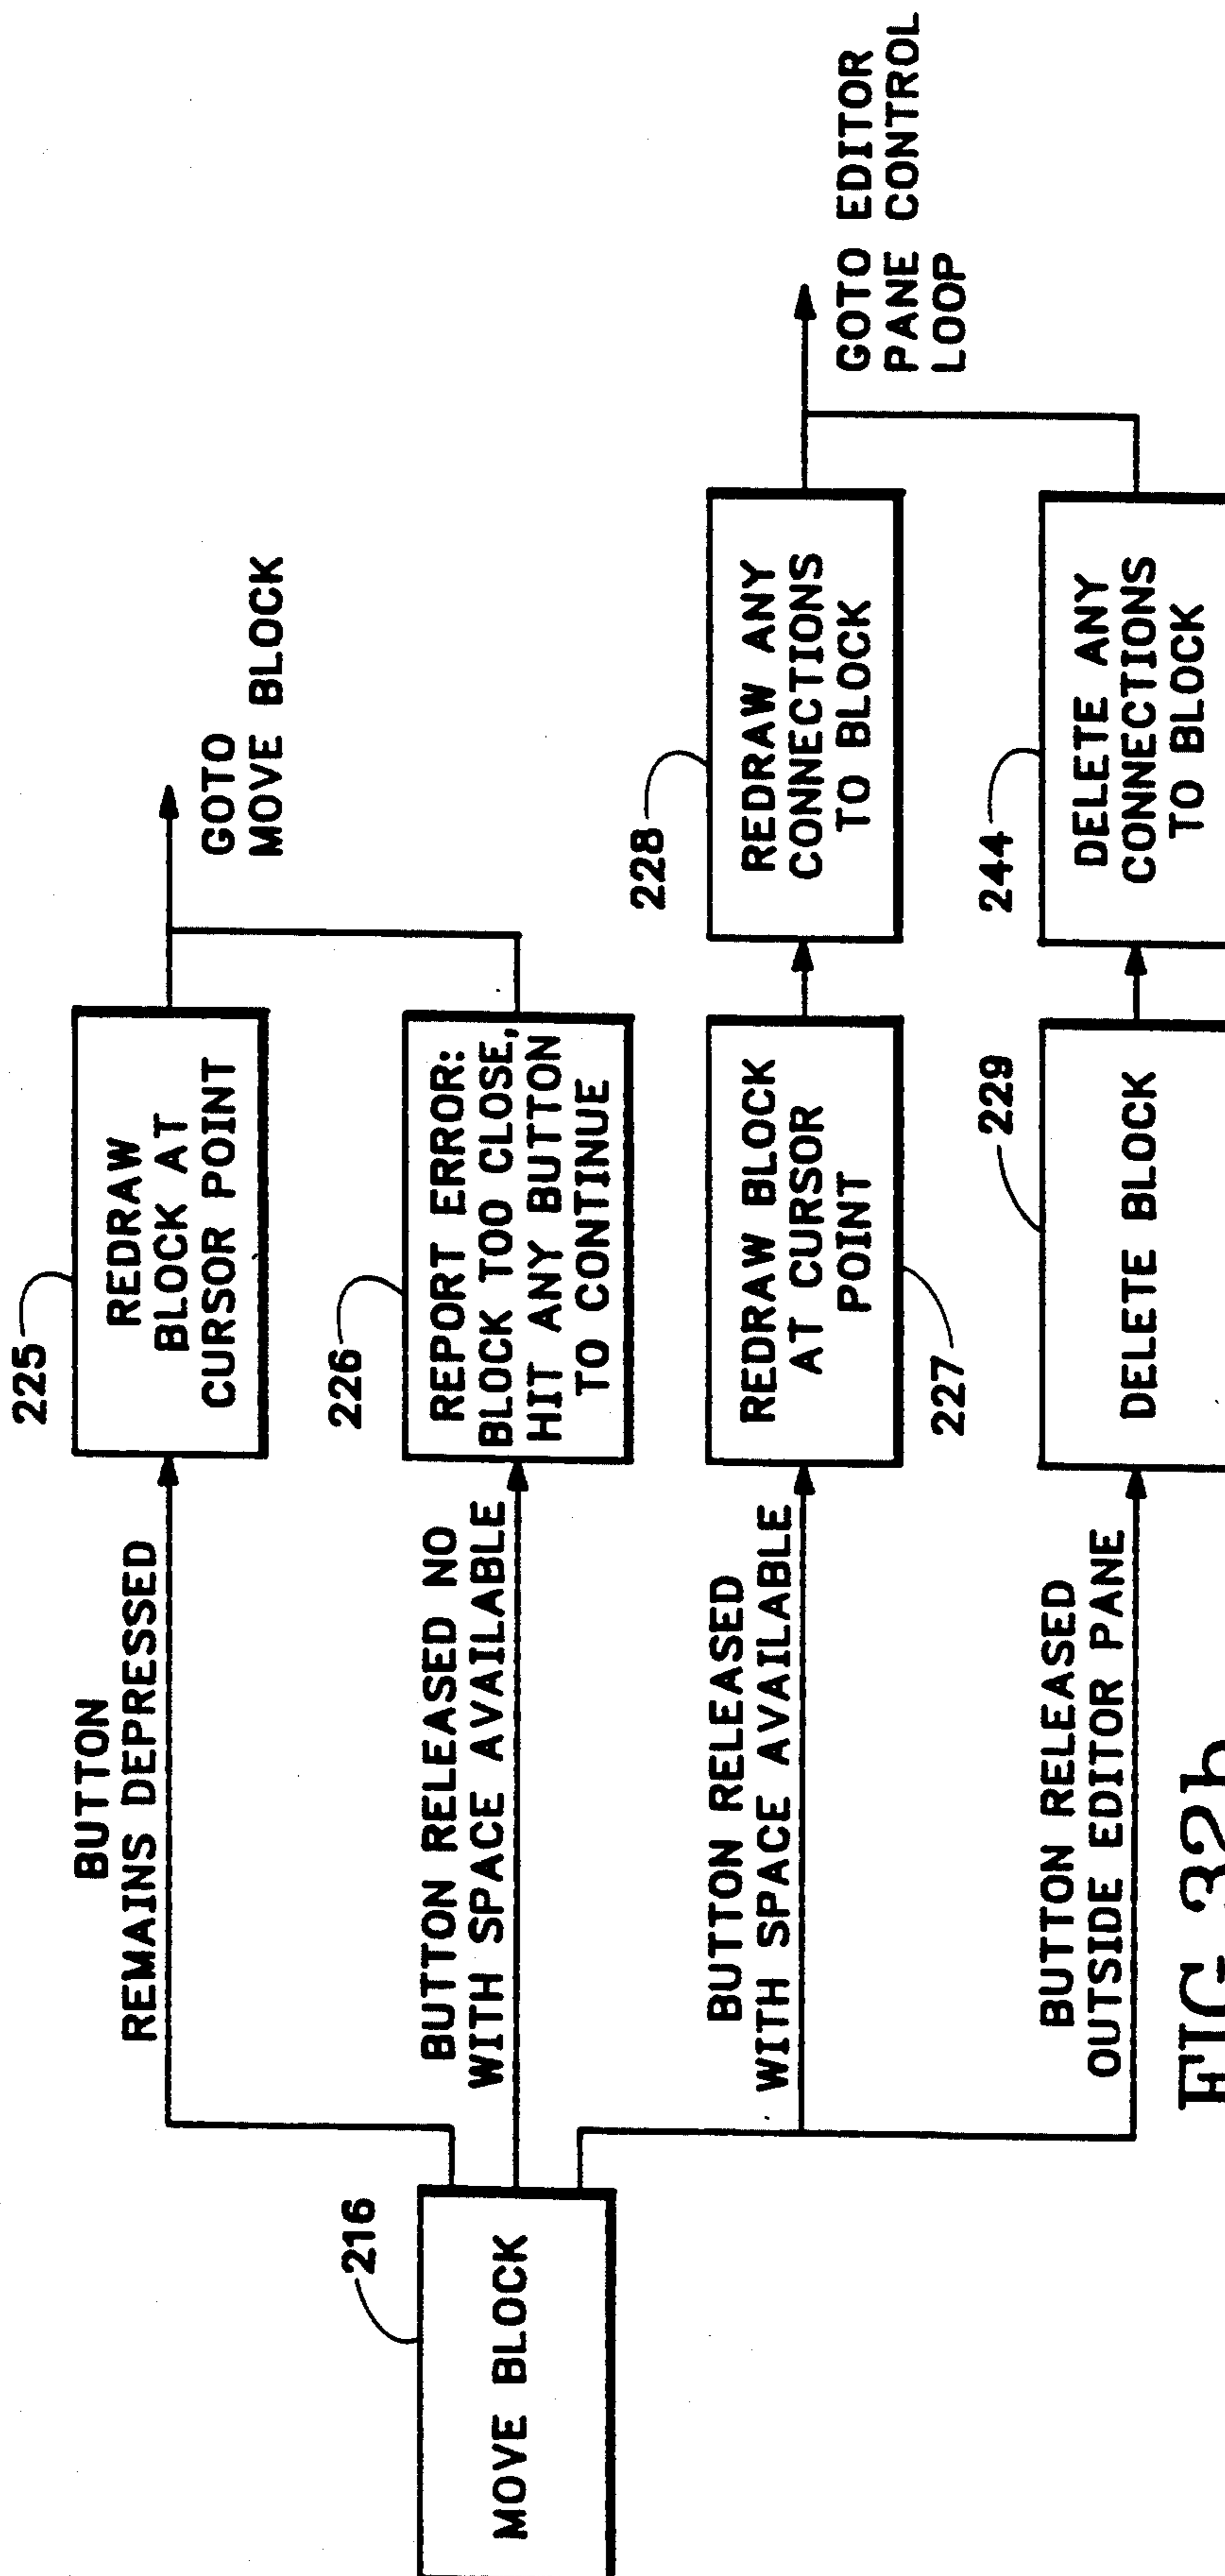 216
MOVE BLOCK
BUTTON
REMAINS DEPRESSED
225
REDRAW
BLOCK AT
CURSOR POINT
GOTO
MOVE BLOCK
BUTTON RELEASED NO
WITH SPACE AVAILABLE
226
REPORT ERROR:
BLOCK TOO CLOSE,
HIT ANY BUTTON
TO CONTINUE
BUTTON RELEASED
WITH SPACE AVAILABLE
REDRAW BLOCK
AT CURSOR
POINT
227
228
REDRAW ANY
CONNECTIONS
TO BLOCK
GOTO EDITOR
PANE CONTROL
LOOP
BUTTON RELEASED
OUTSIDE EDITOR PANE
229
DELETE BLOCK
244
DELETE ANY
CONNECTIONS
TO BLOCK
FIG 32b